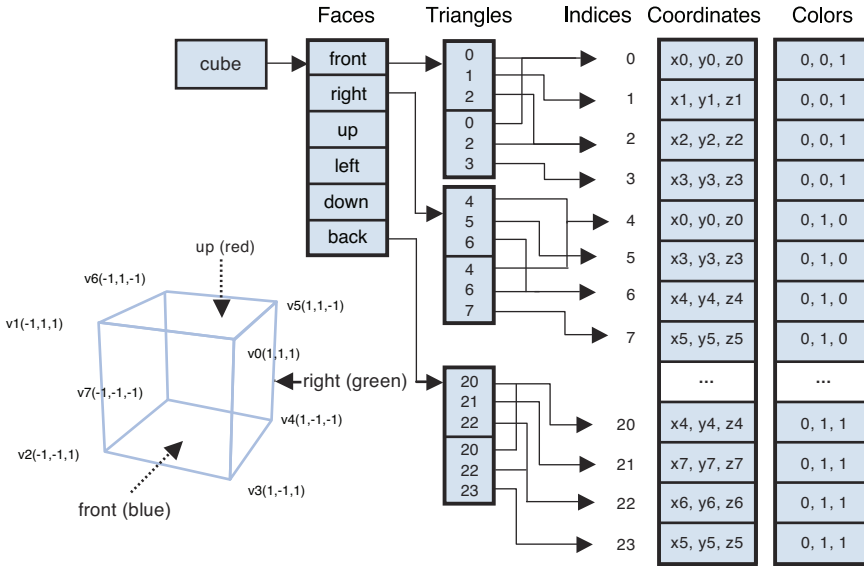 Faces Triangles Indices Coordinates Colors
cube
front
right
up
left
down
back
0
1
2
0
2
3
4
5
6
4
6
7
20
21
22
20
22
23
0 x0, y0, z0 0, 0, 1
1 x1, y1, z1 0, 0, 1
2 x2, y2, z2 0, 0, 1
3 x3, y3, z3 0, 0, 1
4 x0, y0, z0 0, 1, 0
5 x3, y3, z3 0, 1, 0
6 x4, y4, z4 0, 1, 0
7 x5, y5, z5 0, 1, 0
... ...
20 x4, y4, z4 0, 1, 1
21 x7, y7, z7 0, 1, 1
22 x6, y6, z6 0, 1, 1
23 x5, y5, z5 0, 1, 1
up (red)
v6(-1,1,-1)
v5(1,1,-1)
v1(-1,1,1)
v0(1,1,1)
right (green)
v7(-1,-1,-1)
v4(1,-1,-1)
v2(-1,-1,1)
v3(1,-1,1)
front (blue)